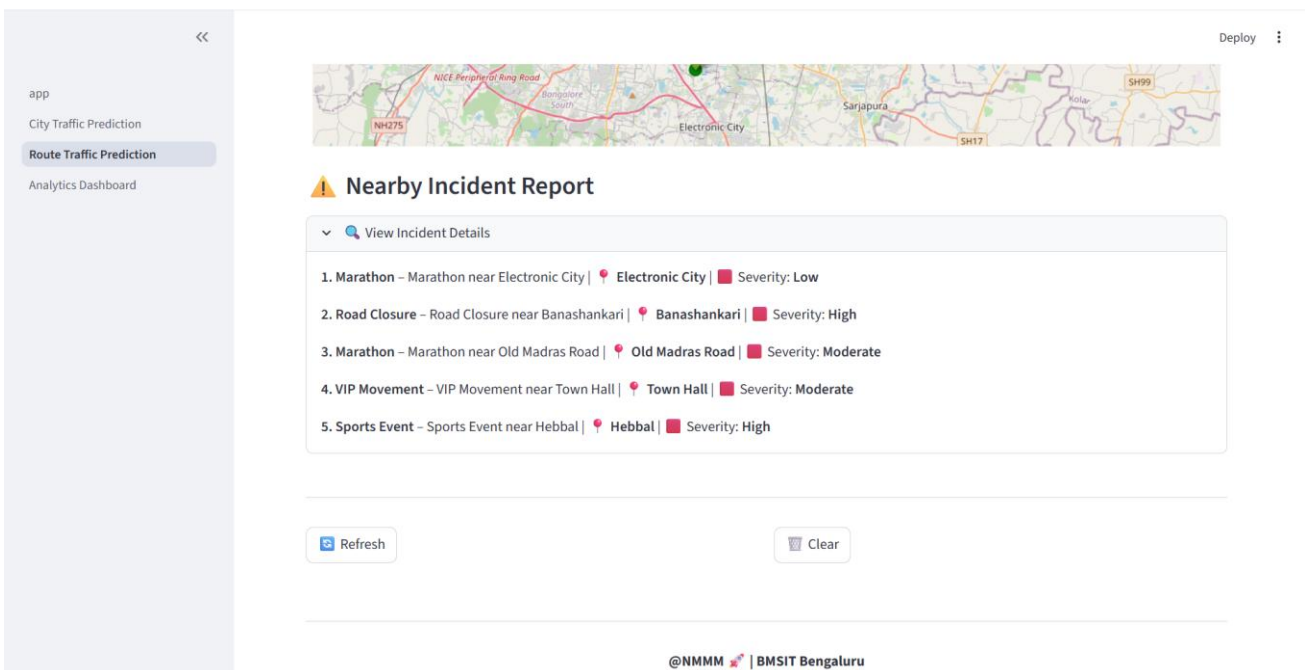 Deploy
app
City Traffic Prediction
Route Traffic Prediction
Analytics Dashboard
NICE Peripheral Ring Road
Bangalore
South
NH275
Electronic City
Sarjapura
SH17
Kolar
SH99
⚠️ Nearby Incident Report
🔍 View Incident Details
1. Marathon – Marathon near Electronic City | 📍 Electronic City | 🟥 Severity: Low
2. Road Closure – Road Closure near Banashankari | 📍 Banashankari | 🟥 Severity: High
3. Marathon – Marathon near Old Madras Road | 📍 Old Madras Road | 🟥 Severity: Moderate
4. VIP Movement – VIP Movement near Town Hall | 📍 Town Hall | 🟥 Severity: Moderate
5. Sports Event – Sports Event near Hebbal | 📍 Hebbal | 🟥 Severity: High
🔄 Refresh
🗑️ Clear
@NMMM 🚀 | BMSIT Bengaluru